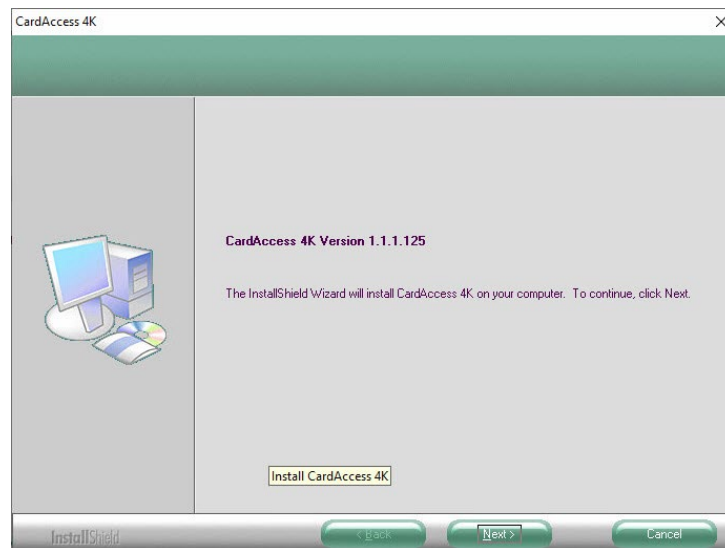 CardAccess 4K
CardAccess 4K Version 1.1.1.125
The InstallShield Wizard will install CardAccess 4K on your computer. To continue, click Next.
Install CardAccess 4K
InstallShield
< Back
Next >
Cancel